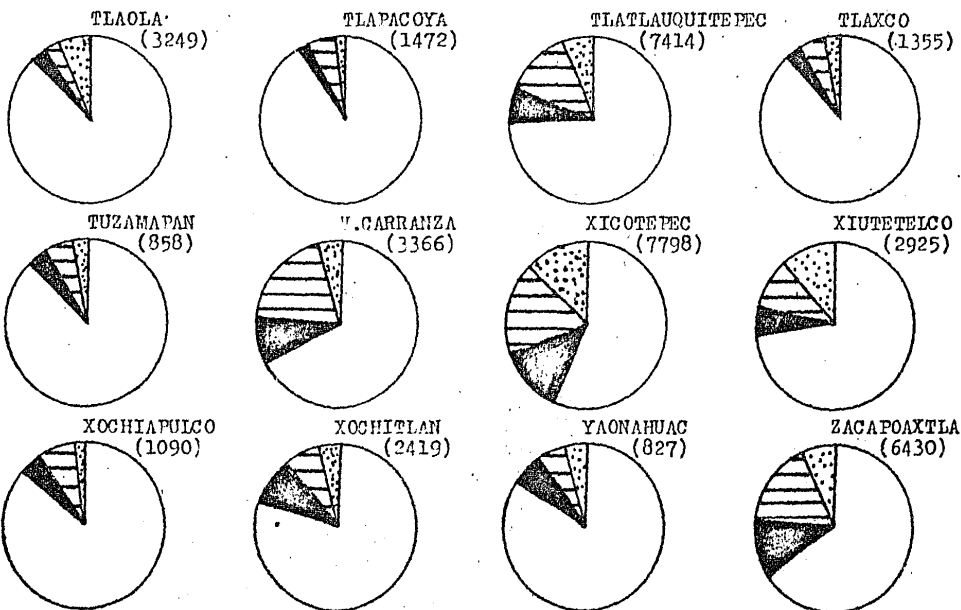 TLAOLA
(3249)
TLAPACOYA
(1472)
TLATLAUQUITEPEC
(7414)
TLAXCO
(1355)
TUZAMAPAN
(858)
V.CARRANZA
(3366)
XICOTEPEC
(7798)
XIUTETELCO
(2925)
XOCHIAPULCO
(1090)
XOCHITLAN
(2419)
YAONAHUAC
(827)
ZACAPOAXTLA
(6430)